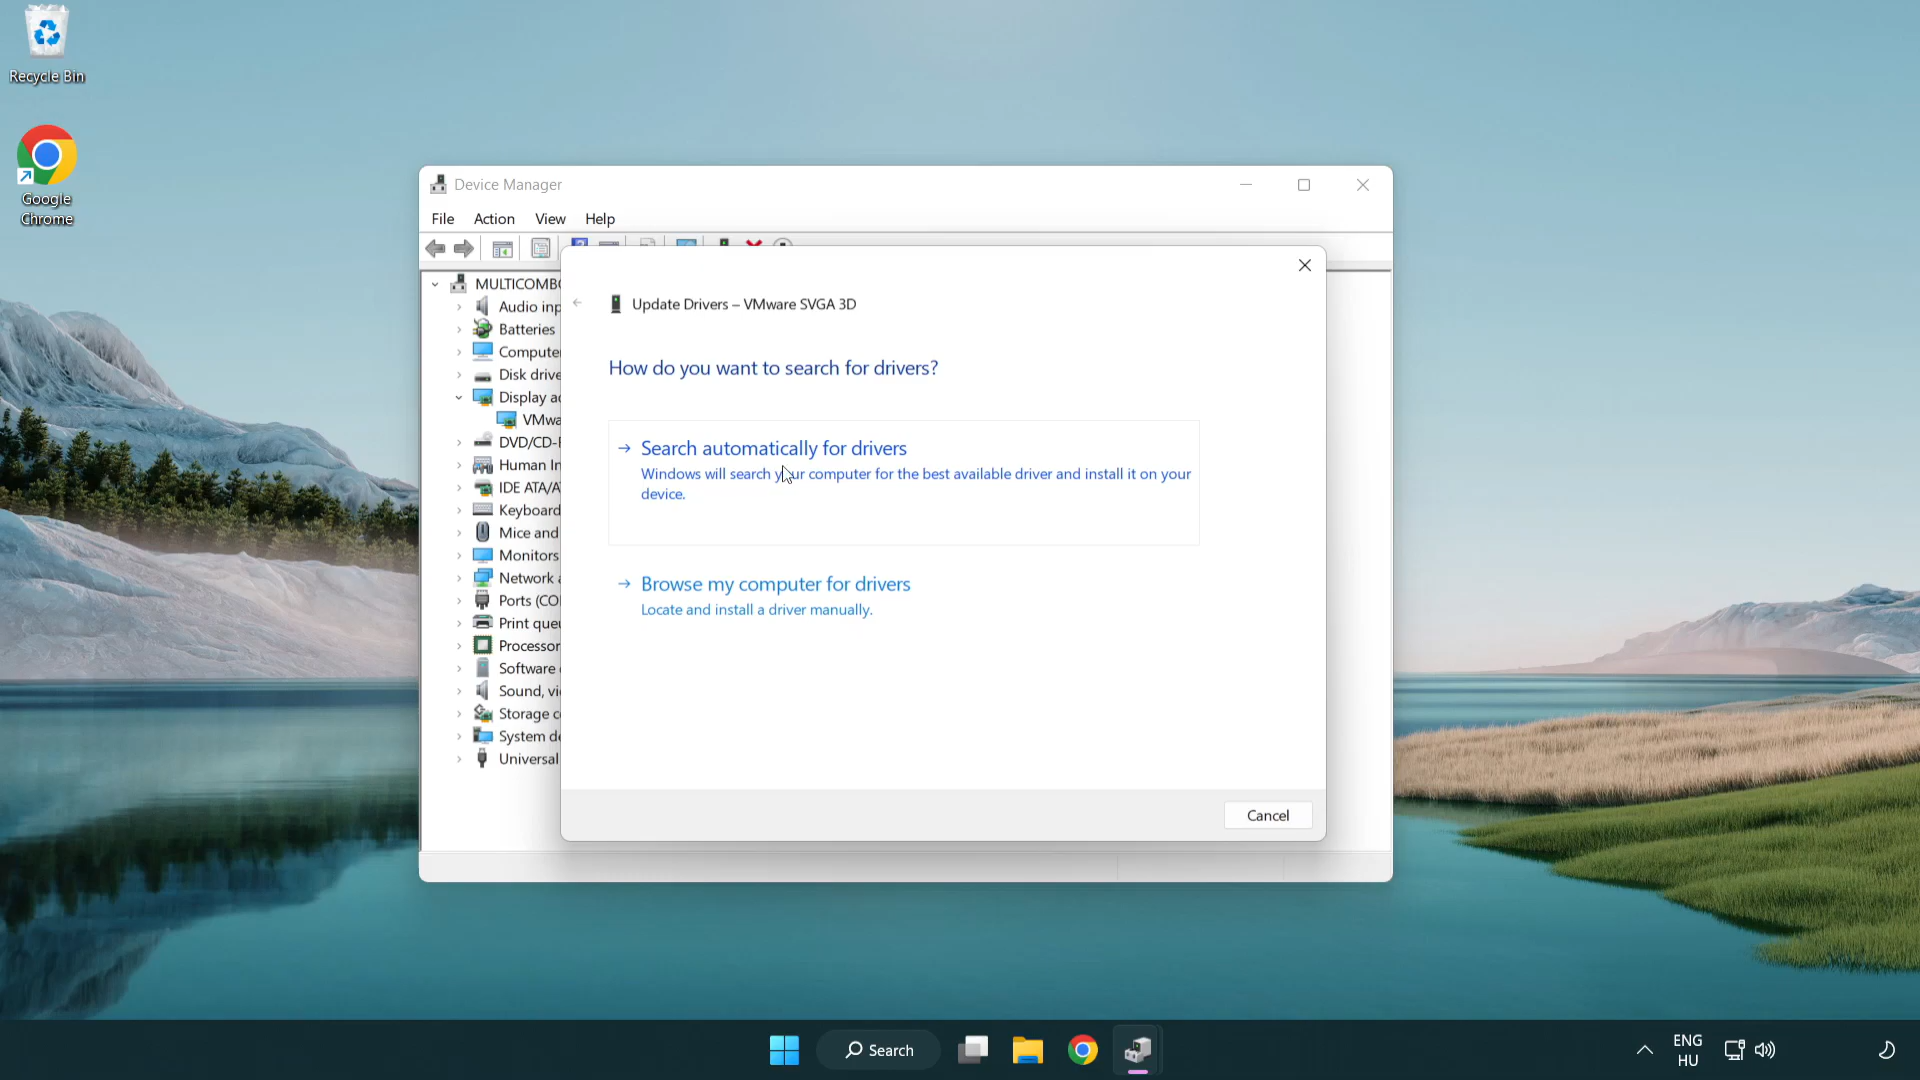 Recycle Bin
Google
Chrome
Device Manager
File Action View Help
MULTICOMBO
Audio inp
Batteries
Compute
Disk drive
Display a
VMwa
DVD/CD-
Human In
IDE ATA/A
Keyboard
Mice and
Monitors
Network a
Ports (CO
Print que
Processor
Software
Sound, vi
Storage c
System de
Universal
Update Drivers – VMware SVGA 3D
How do you want to search for drivers?
Search automatically for drivers
Windows will search your computer for the best available driver and install it on your
device.
Browse my computer for drivers
Locate and install a driver manually.
Cancel
Search
ENG
HU